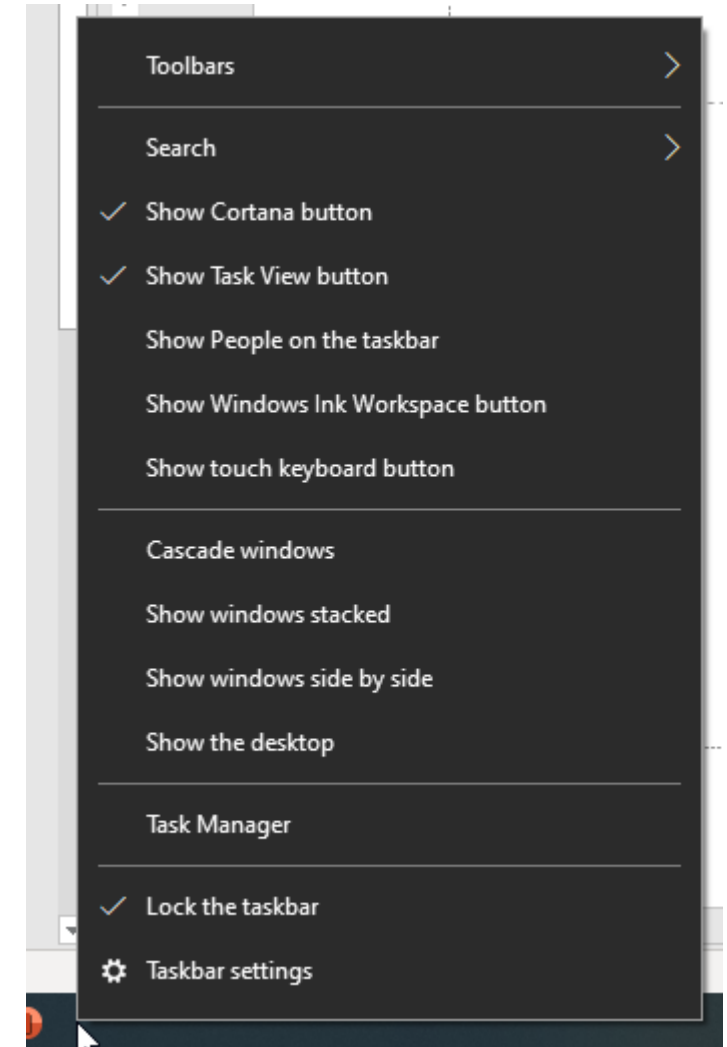 Toolbars
Search
Show Cortana button
Show Task View button
Show People on the taskbar
Show Windows Ink Workspace button
Show touch keyboard button
Cascade windows
Show windows stacked
Show windows side by side
Show the desktop
Task Manager
Lock the taskbar
Taskbar settings